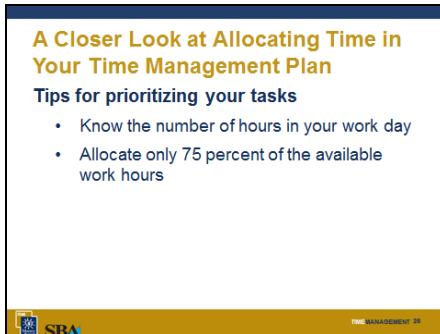 A Closer Look at Allocating Time in
Your Time Management Plan
Tips for prioritizing your tasks
• Know the number of hours in your work day
• Allocate only 75 percent of the available
work hours
SBA
TIME MANAGEMENT 28